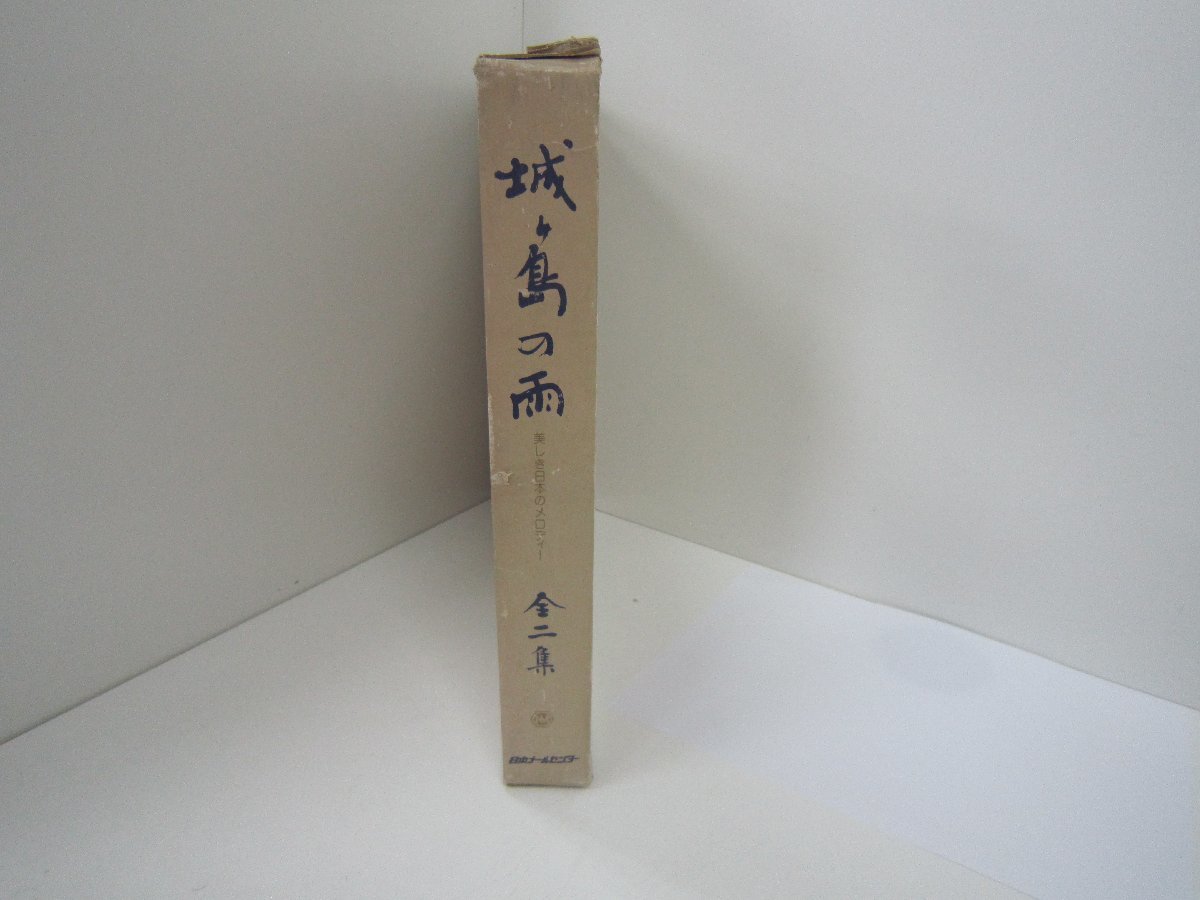 城ヶ島の雨
美しき日本のメロディー
全二集
日本メールセンター